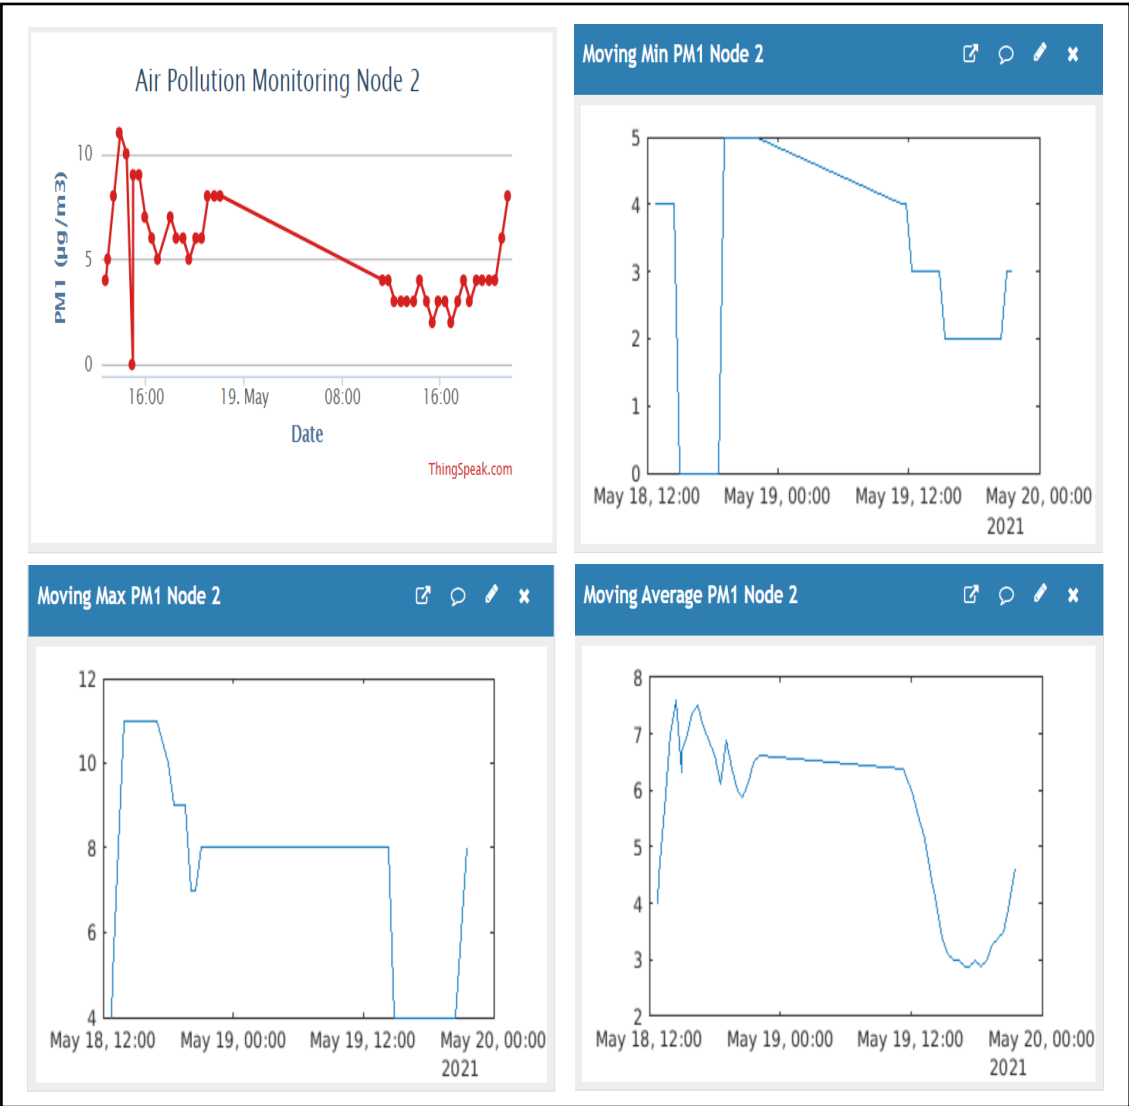 Air Pollution Monitoring Node 2
10
5
0
PM1 (µg/m3)
16:00 19. May 08:00 16:00
Date
ThingSpeak.com
Moving Min PM1 Node 2
5
4
3
2
1
0
May 18, 12:00 May 19, 00:00 May 19, 12:00 May 20, 00:00
2021
Moving Max PM1 Node 2
12
10
8
6
4
May 18, 12:00 May 19, 00:00 May 19, 12:00 May 20, 00:00
2021
Moving Average PM1 Node 2
8
7
6
5
4
3
2
May 18, 12:00 May 19, 00:00 May 19, 12:00 May 20, 00:00
2021